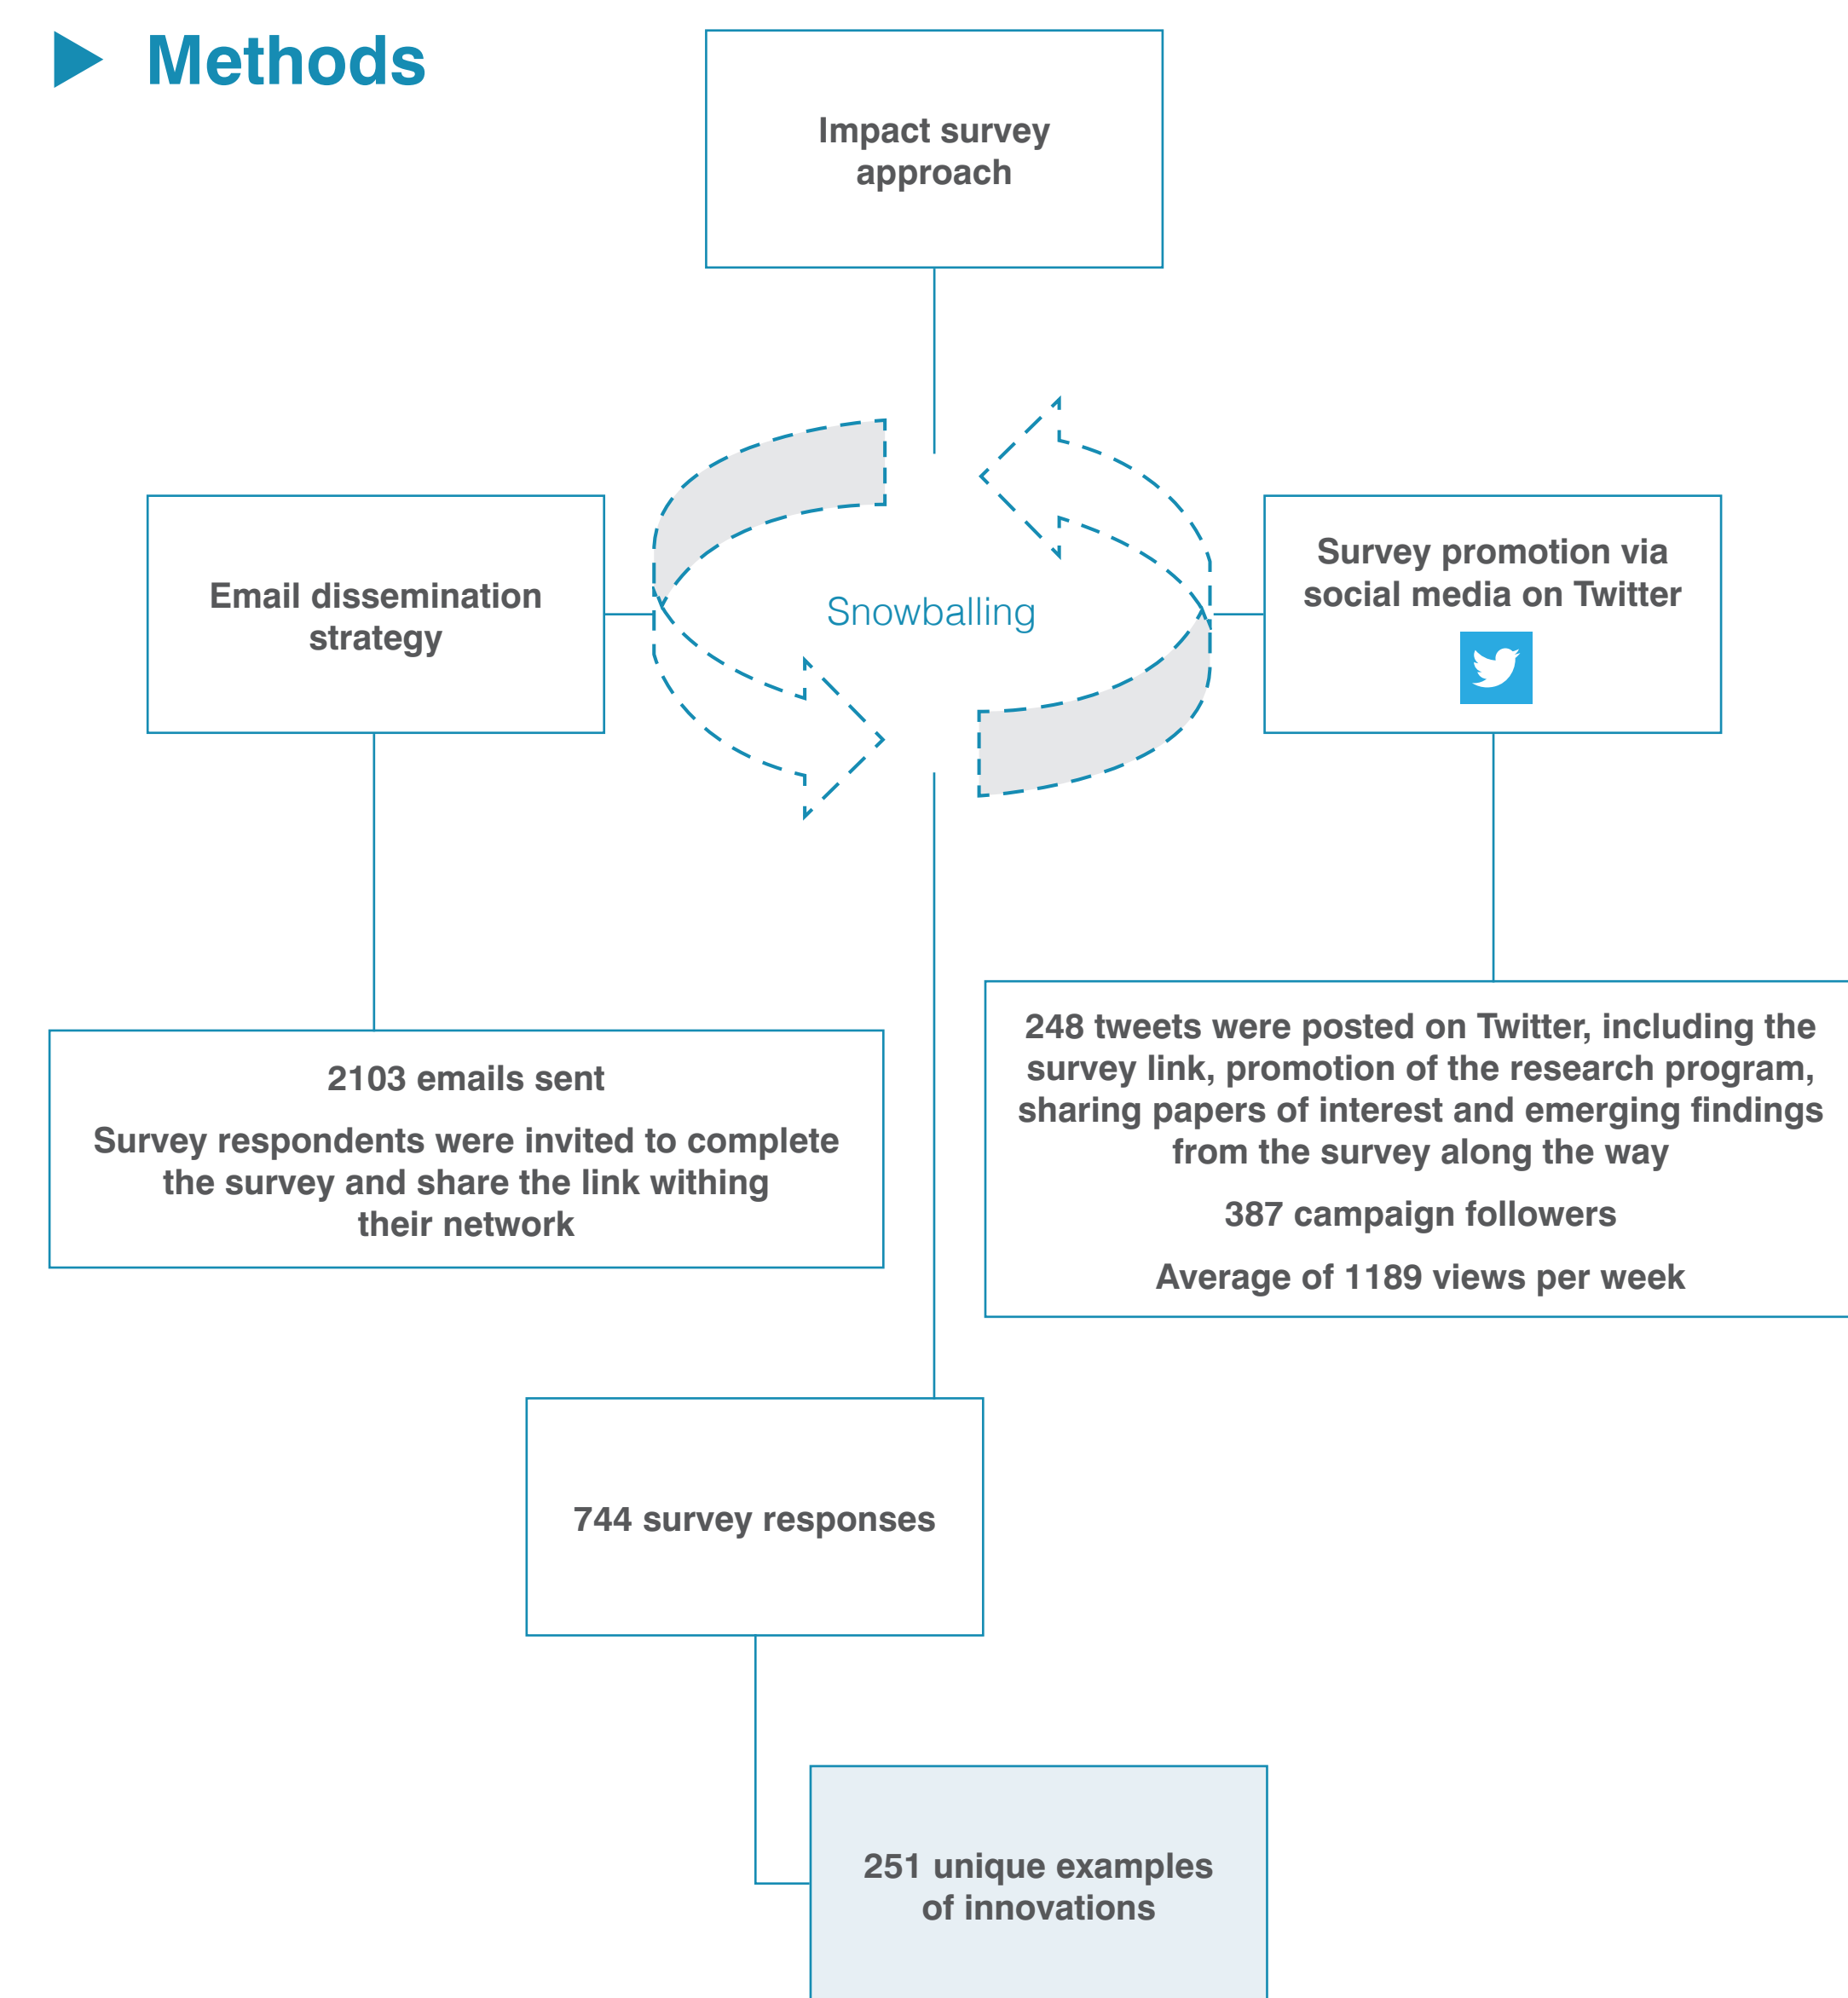 Methods
Impact survey
approach
Email dissemination
strategy
Snowballing
Survey promotion via
social media on Twitter
2103 emails sent
Survey respondents were invited to complete
the survey and share the link withing
their network
248 tweets were posted on Twitter, including the
survey link, promotion of the research program,
sharing papers of interest and emerging findings
from the survey along the way
387 campaign followers
Average of 1189 views per week
744 survey responses
251 unique examples
of innovations